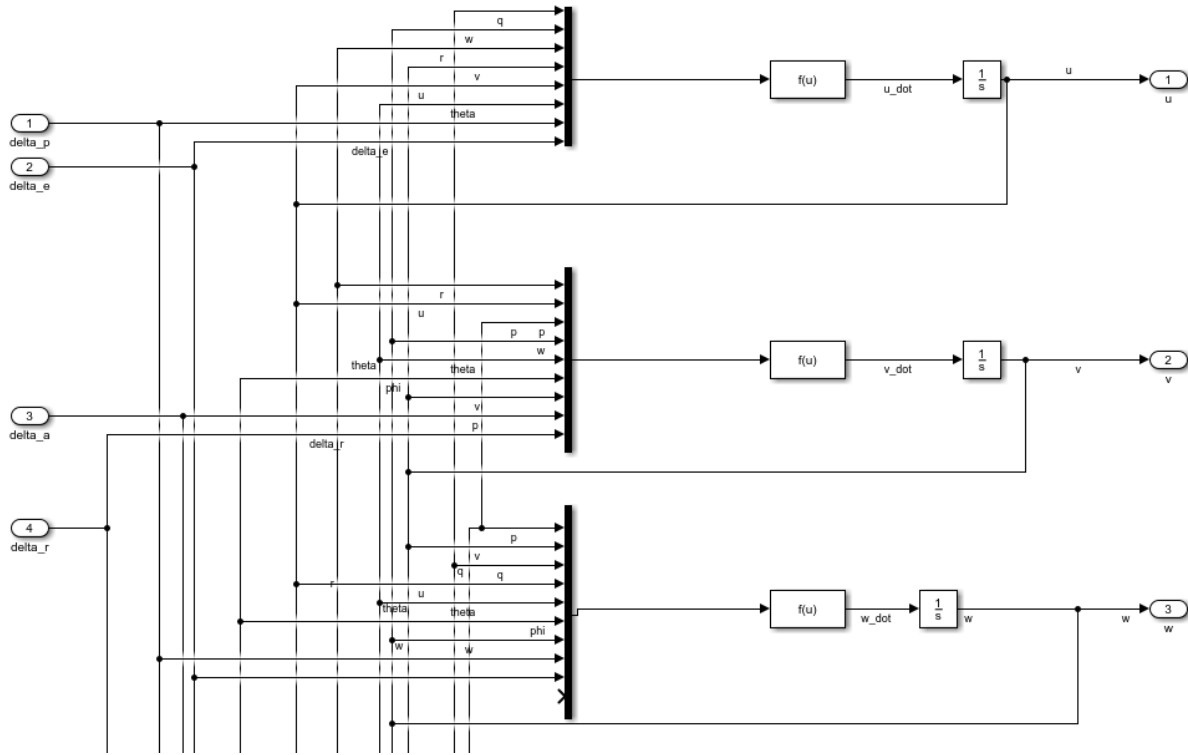 q
w
r
v
u
theta
delta_e
1
delta_p
2
delta_e
f(u)
u_dot
1
s
u
1
u
r
u
p p
w
theta theta
phi
v
p
delta_r
3
delta_a
f(u)
v_dot
1
s
v
2
v
4
delta_r
p
v
q q
r
u
theta theta
phi
w w
f(u)
w_dot
1
s
w
w
3
w